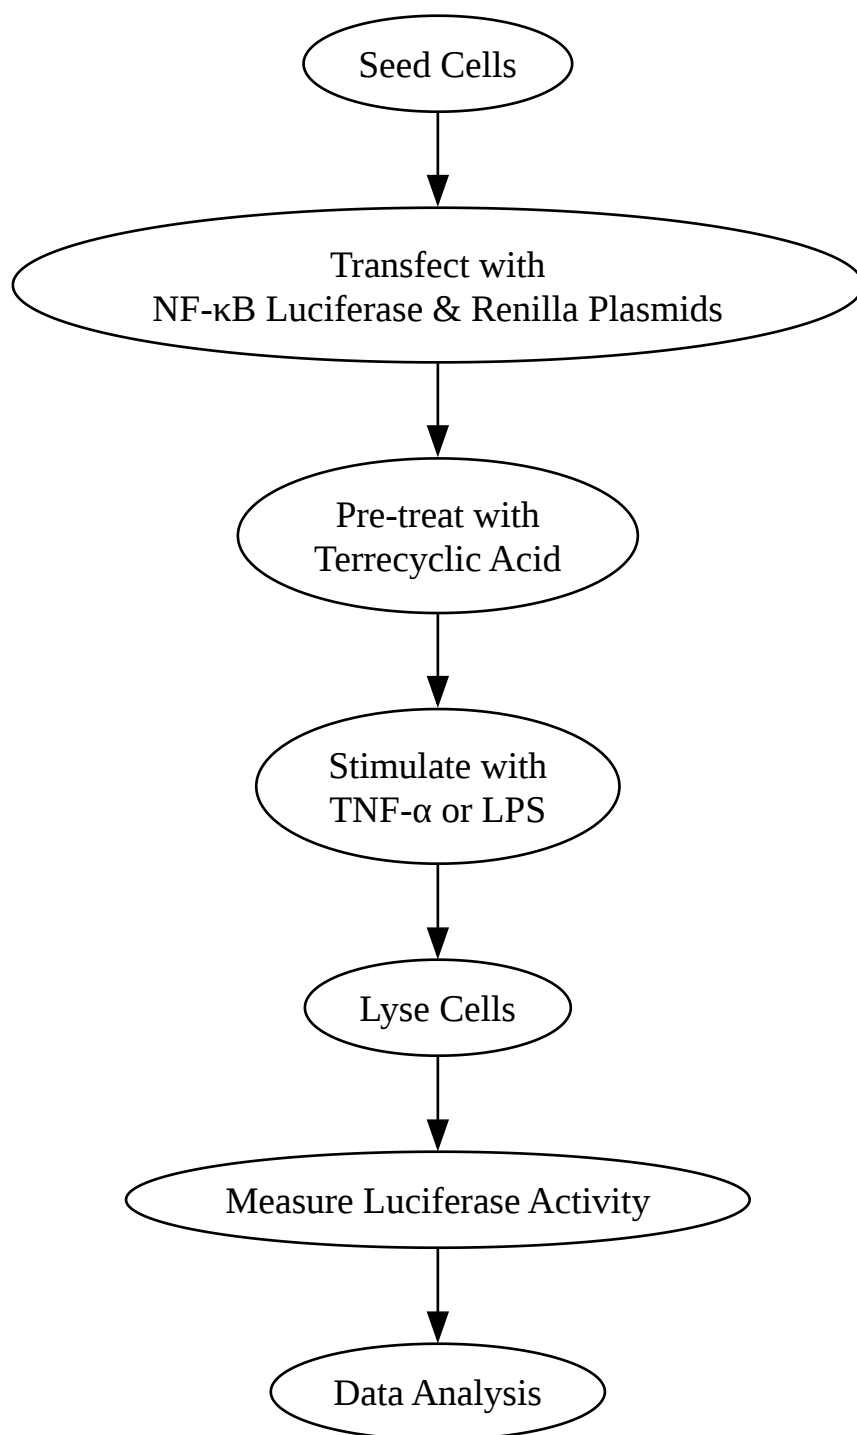 Seed Cells
Transfect with
NF-κB Luciferase & Renilla Plasmids
Pre-treat with
Terrecyclic Acid
Stimulate with
TNF-α or LPS
Lyse Cells
Measure Luciferase Activity
Data Analysis